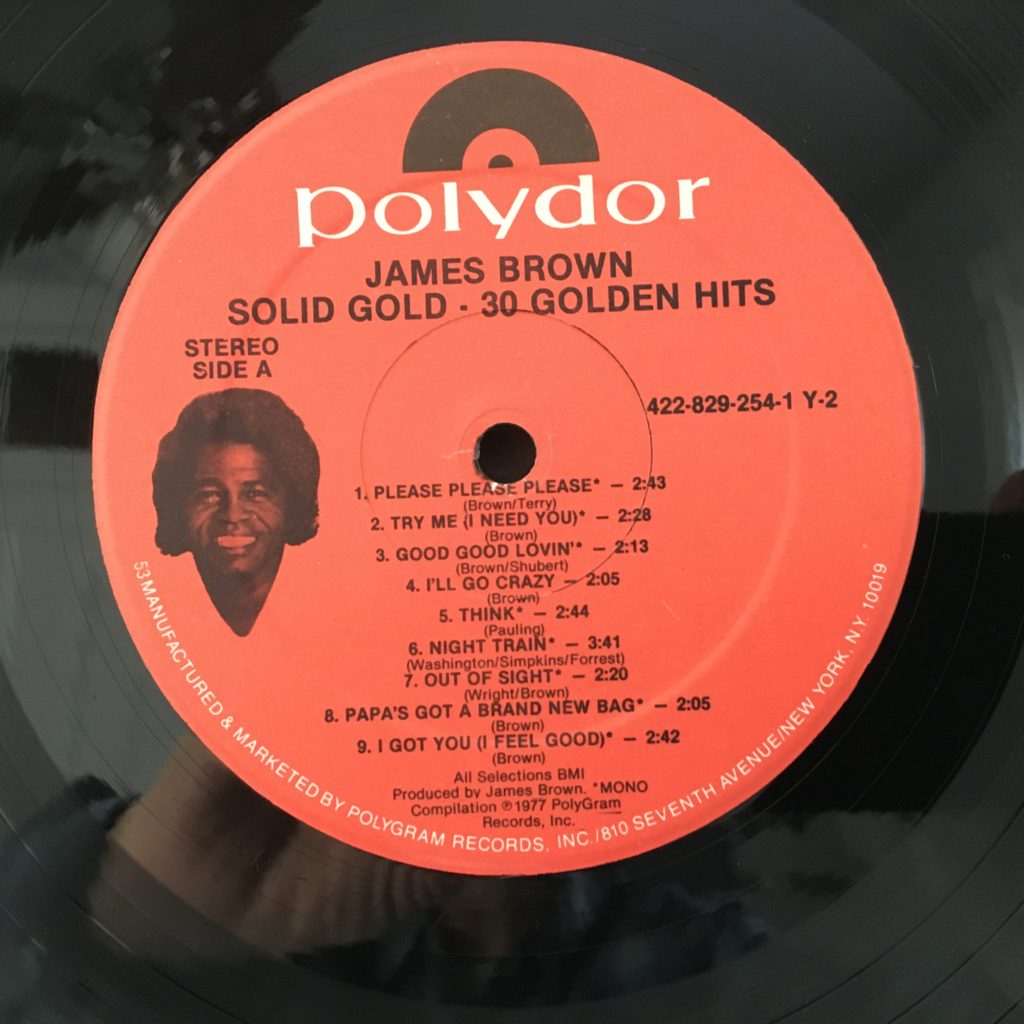 polydor
JAMES BROWN
SOLID GOLD - 30 GOLDEN HITS
STEREO
SIDE A
422-829-254-1 Y-2
1. PLEASE PLEASE PLEASE* — 2:43
(Brown/Terry)
2. TRY ME (I NEED YOU)* — 2:28
(Brown)
3. GOOD GOOD LOVIN'* — 2:13
(Brown/Shubert)
4. I'LL GO CRAZY — 2:05
(Brown)
5. THINK* — 2:44
(Pauling)
6. NIGHT TRAIN* — 3:41
(Washington/Simpkins/Forrest)
7. OUT OF SIGHT* — 2:20
(Wright/Brown)
8. PAPA'S GOT A BRAND NEW BAG* — 2:05
(Brown)
9. I GOT YOU (I FEEL GOOD)* — 2:42
(Brown)
All Selections BMI
Produced by James Brown. *MONO
Compilation ℗1977 PolyGram
Records, Inc.
53 MANUFACTURED & MARKETED BY POLYGRAM RECORDS, INC./810 SEVENTH AVENUE/NEW YORK, N.Y. 10019